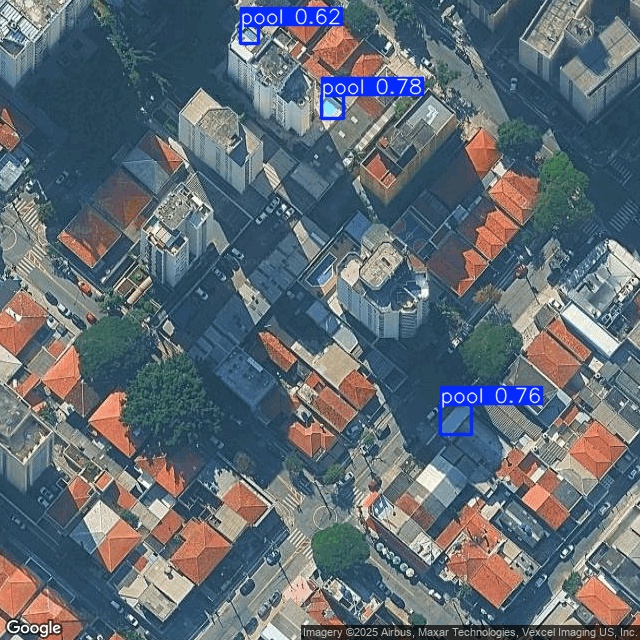 pool 0.62
pool 0.78
pool 0.76
Google
Imagery ©2025 Airbus, Maxar Technologies, Vexcel Imaging US, Inc.